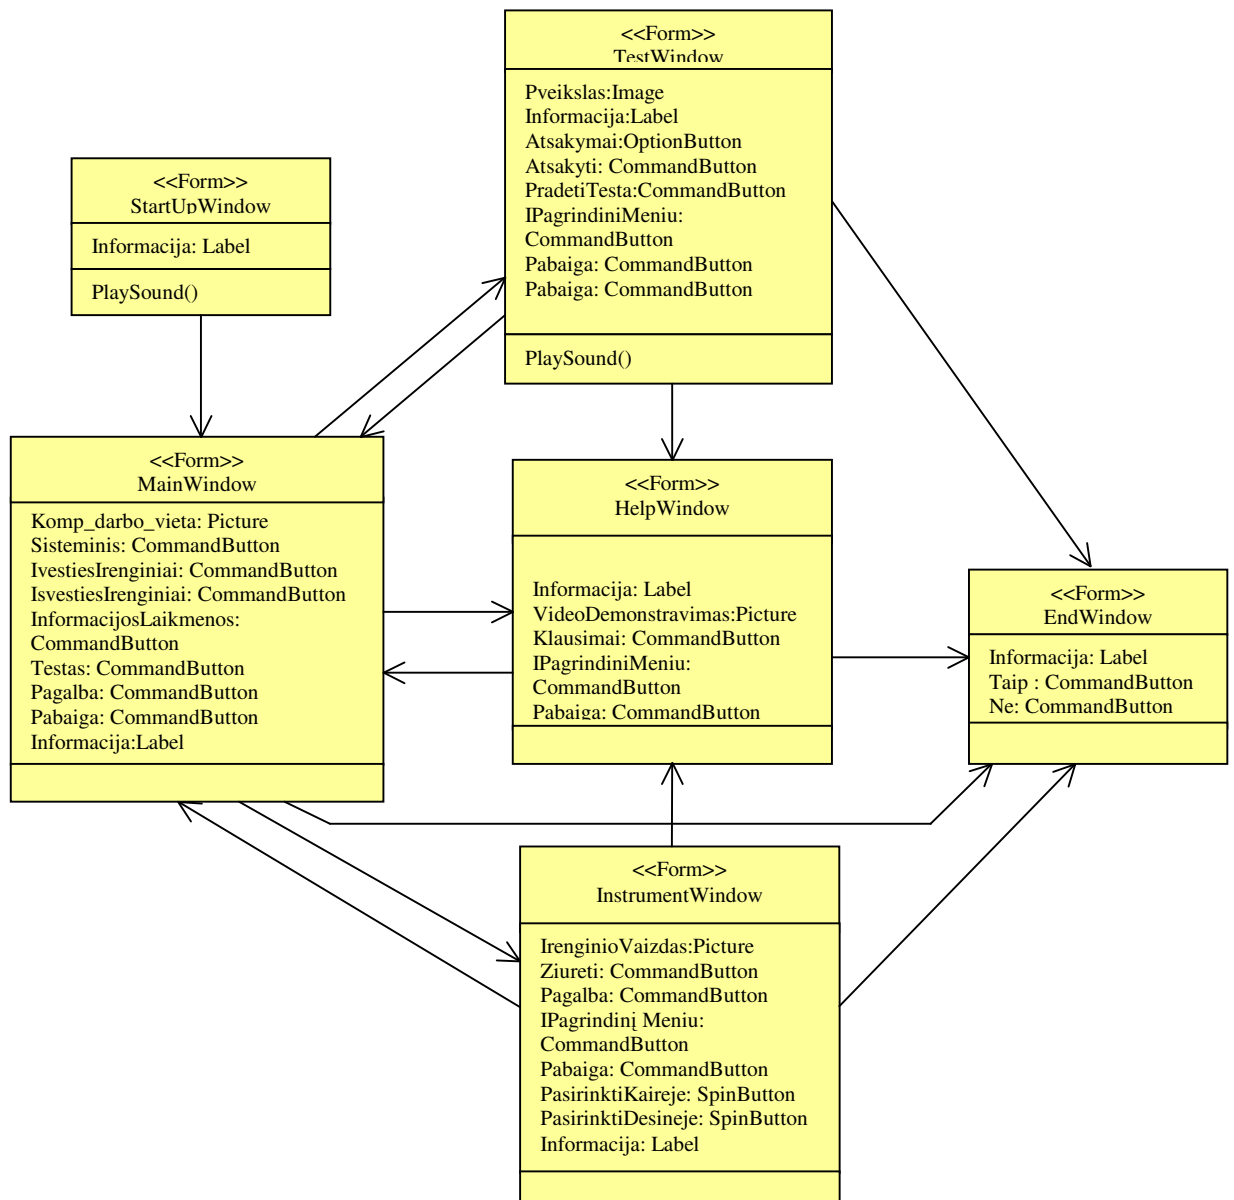 <<Form>>
TestWindow
Pveikslas:Image
Informacija:Label
Atsakymai:OptionButton
Atsakyti: CommandButton
PradetiTesta:CommandButton
IPagrindiniMeniu:
CommandButton
Pabaiga: CommandButton
Pabaiga: CommandButton
PlaySound()
<<Form>>
StartUpWindow
Informacija: Label
PlaySound()
<<Form>>
MainWindow
Komp_darbo_vieta: Picture
Sisteminis: CommandButton
IvestiesIrenginiai: CommandButton
IsvestiesIrenginiai: CommandButton
InformacijosLaikmenos:
CommandButton
Testas: CommandButton
Pagalba: CommandButton
Pabaiga: CommandButton
Informacija:Label
<<Form>>
HelpWindow
Informacija: Label
VideoDemonstravimas:Picture
Klausimai: CommandButton
IPagrindiniMeniu:
CommandButton
Pabaiga: CommandButton
<<Form>>
EndWindow
Informacija: Label
Taip : CommandButton
Ne: CommandButton
<<Form>>
InstrumentWindow
IrenginioVaizdas:Picture
Ziureti: CommandButton
Pagalba: CommandButton
IPagrindinį Meniu:
CommandButton
Pabaiga: CommandButton
PasirinktiKaireje: SpinButton
PasirinktiDesineje: SpinButton
Informacija: Label